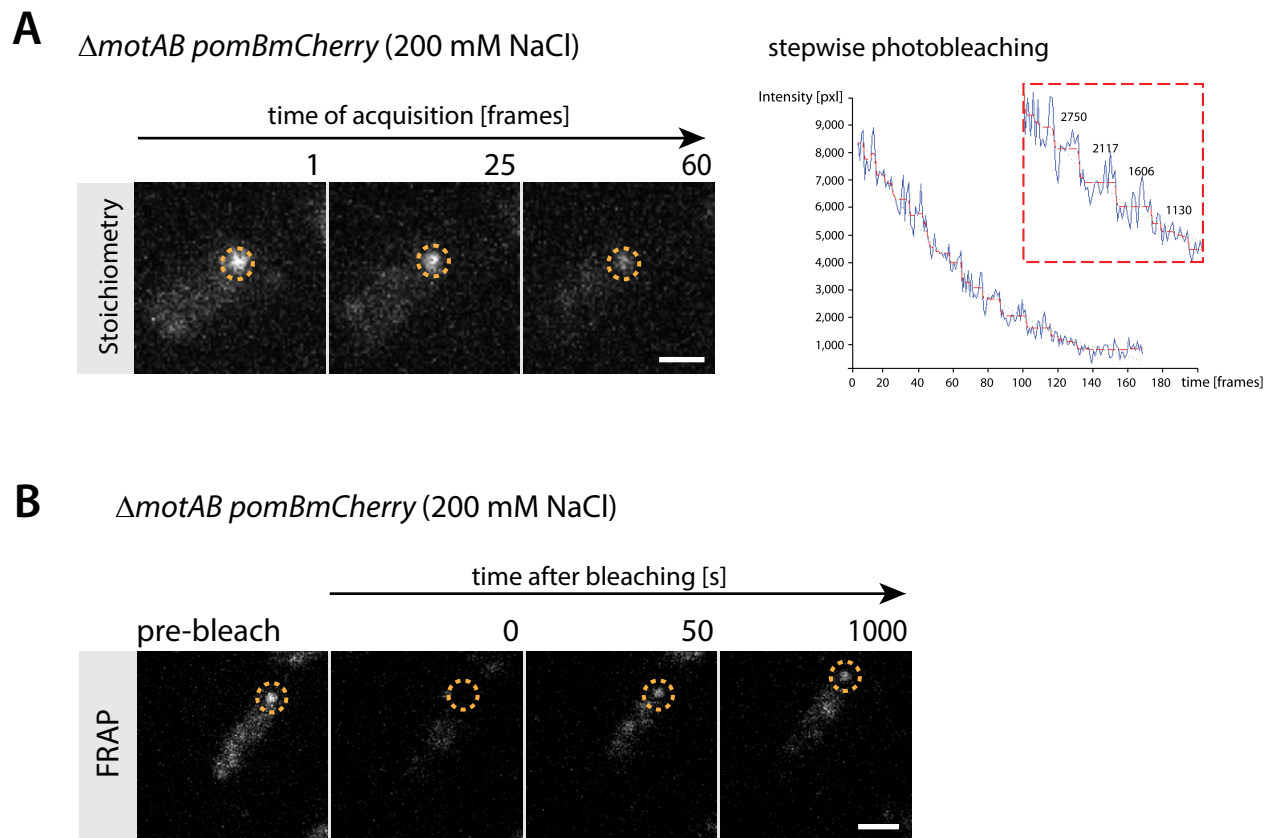 A
ΔmotAB pomBmCherry (200 mM NaCl)
time of acquisition [frames]
1
25
60
Stoichiometry
stepwise photobleaching
Intensity [pxl]
9,000
8,000
7,000
6,000
5,000
4,000
3,000
2,000
1,000
2750
2117
1606
1130
0 20 40 60 80 100 120 140 160 180 time [frames]
B
ΔmotAB pomBmCherry (200 mM NaCl)
time after bleaching [s]
pre-bleach
0
50
1000
FRAP